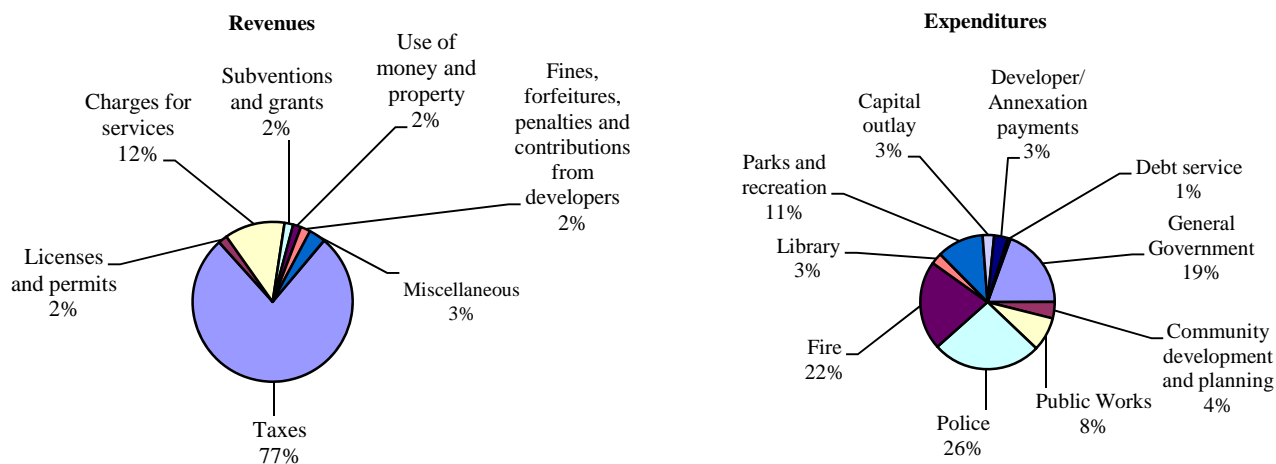 Revenues
Charges for
services
12%
Subventions
and grants
2%
Use of
money and
property
2%
Fines,
forfeitures,
penalties and
contributions
from
developers
2%
Licenses
and permits
2%
Miscellaneous
3%
Taxes
77%
Expenditures
Capital
outlay
3%
Developer/
Annexation
payments
3%
Debt service
1%
Parks and
recreation
11%
General
Government
19%
Library
3%
Fire
22%
Community
development
and planning
4%
Public Works
8%
Police
26%